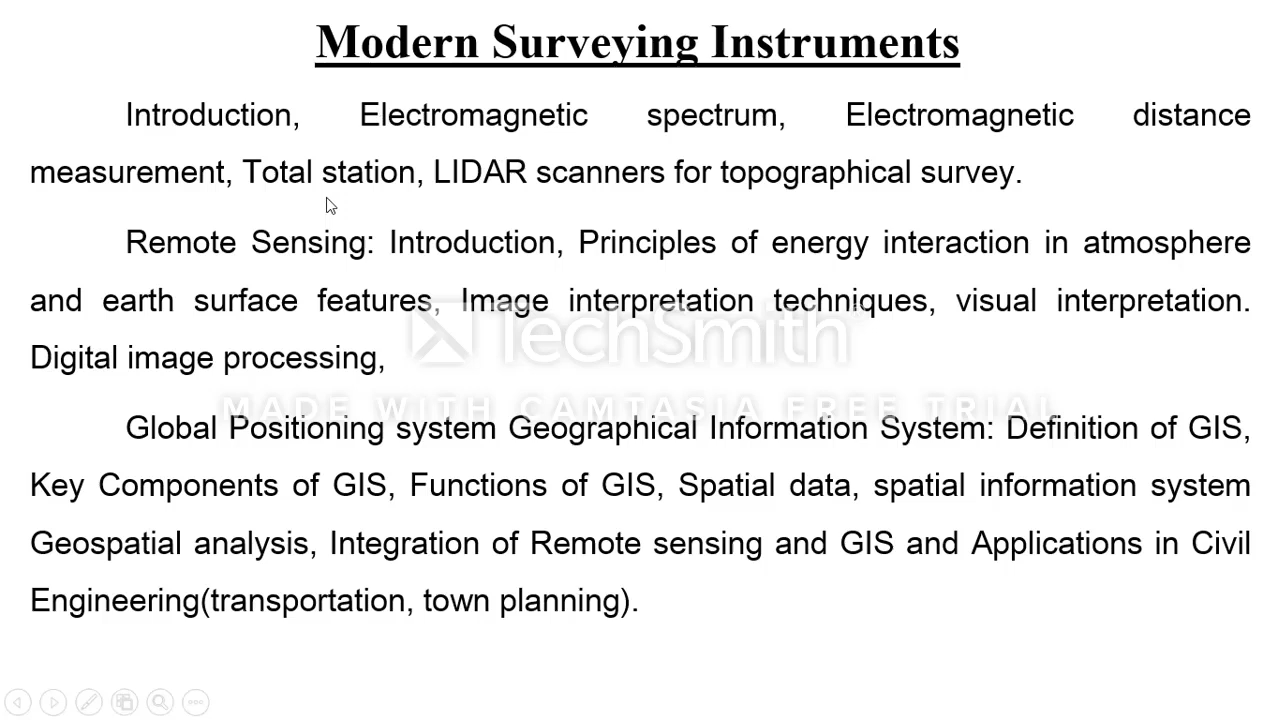 Modern Surveying Instruments
Introduction, Electromagnetic spectrum, Electromagnetic distance
measurement, Total station, LIDAR scanners for topographical survey.
Remote Sensing: Introduction, Principles of energy interaction in atmosphere
and earth surface features, Image interpretation techniques, visual interpretation.
TechSmith
Digital image processing,
MADE WITH CAMTASIA FREE TRIAL
Global Positioning system Geographical Information System: Definition of GIS,
Key Components of GIS, Functions of GIS, Spatial data, spatial information system
Geospatial analysis, Integration of Remote sensing and GIS and Applications in Civil
Engineering(transportation, town planning).